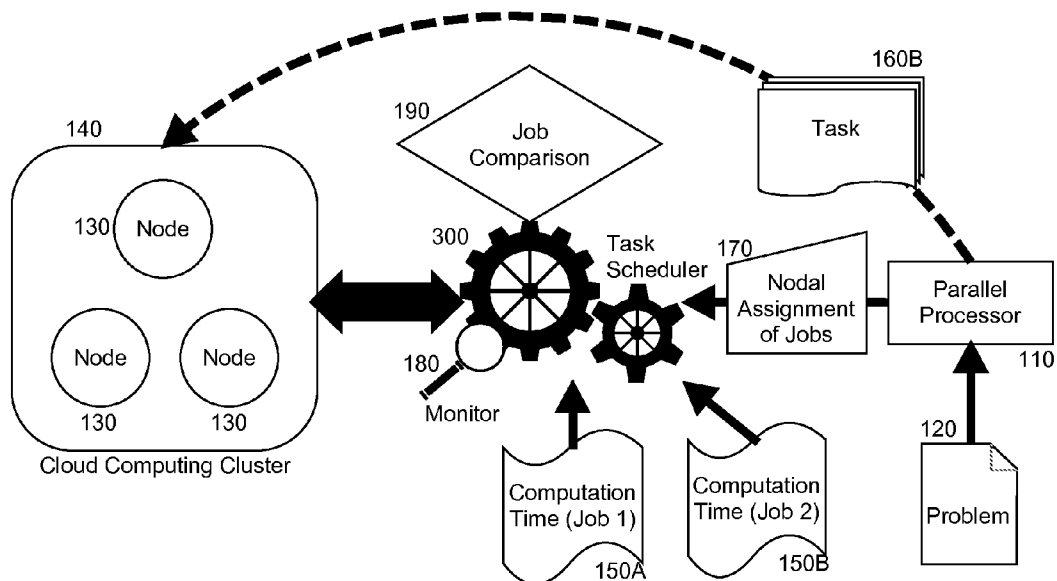 160B
Task
190
Job
Comparison
140
130
Node
300
Task
Scheduler
170
Nodal
Assignment
of Jobs
Parallel
Processor
110
Node
Node
130
130
180
Monitor
Cloud Computing Cluster
Computation
Time (Job 1)
150A
Computation
Time (Job 2)
150B
120
Problem